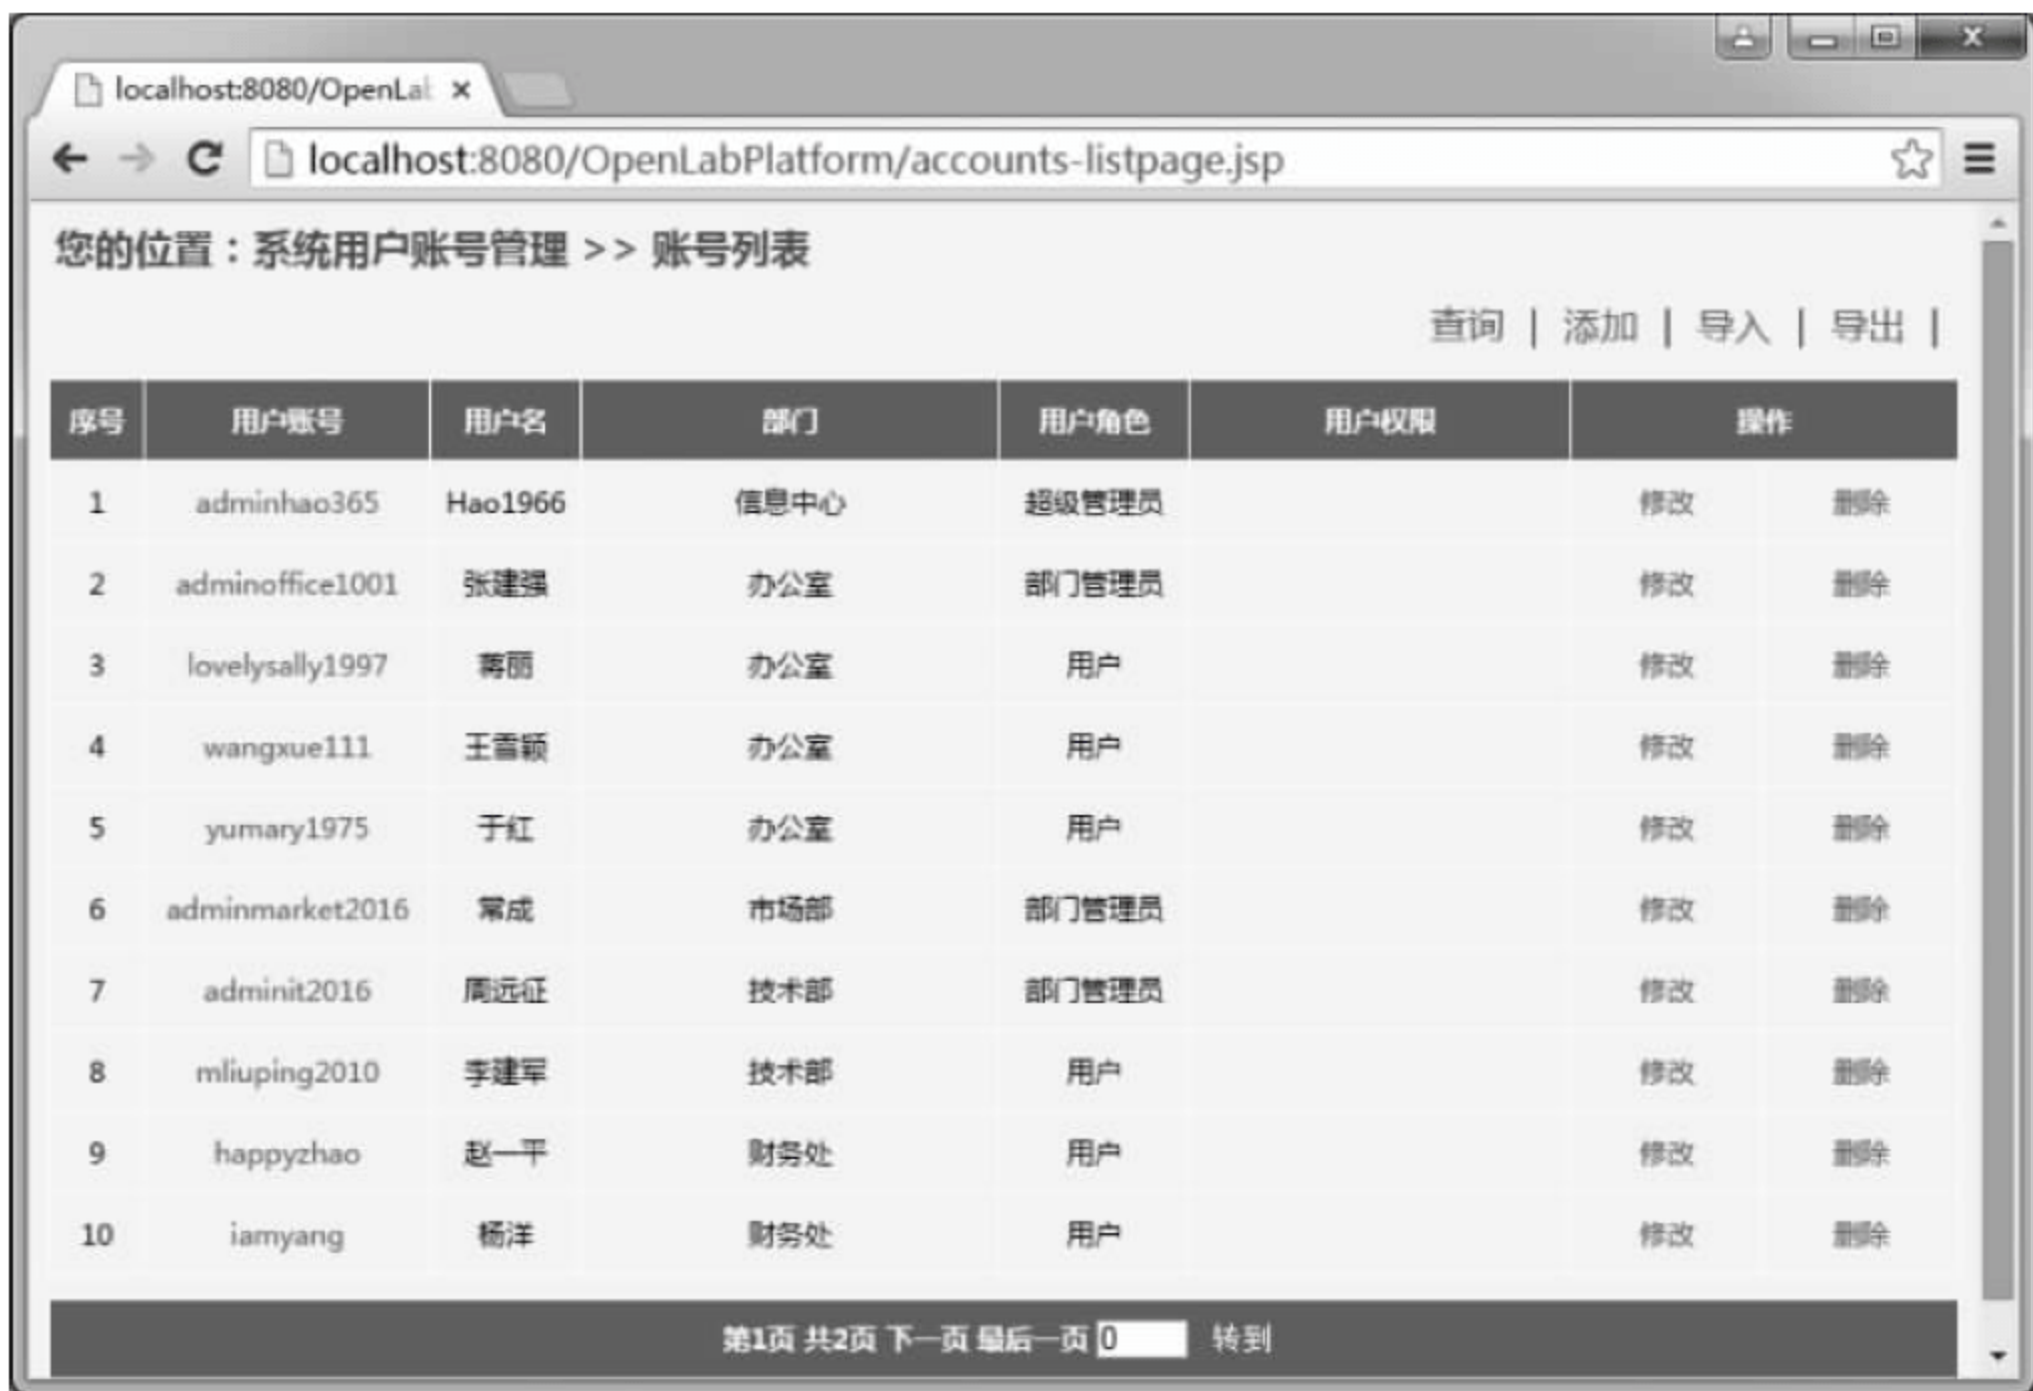 localhost:8080/OpenLa
localhost:8080/OpenLabPlatform/accounts-listpage.jsp
您的位置：系统用户账号管理 >> 账号列表
查询 | 添加 | 导入 | 导出 |
序号 用户账号 用户名 部门 用户角色 用户权限 操作
1 adminhao365 Hao1966 信息中心 超级管理员 修改 删除
2 adminoffice1001 张建强 办公室 部门管理员 修改 删除
3 lovelysally1997 蒋丽 办公室 用户 修改 删除
4 wangxue111 王雪颖 办公室 用户 修改 删除
5 yumary1975 于红 办公室 用户 修改 删除
6 adminmarket2016 常成 市场部 部门管理员 修改 删除
7 adminit2016 周远征 技术部 部门管理员 修改 删除
8 mliuping2010 李建军 技术部 用户 修改 删除
9 happyzhao 赵一平 财务处 用户 修改 删除
10 iamyang 杨洋 财务处 用户 修改 删除
第1页 共2页 下一页 最后一页 0 转到